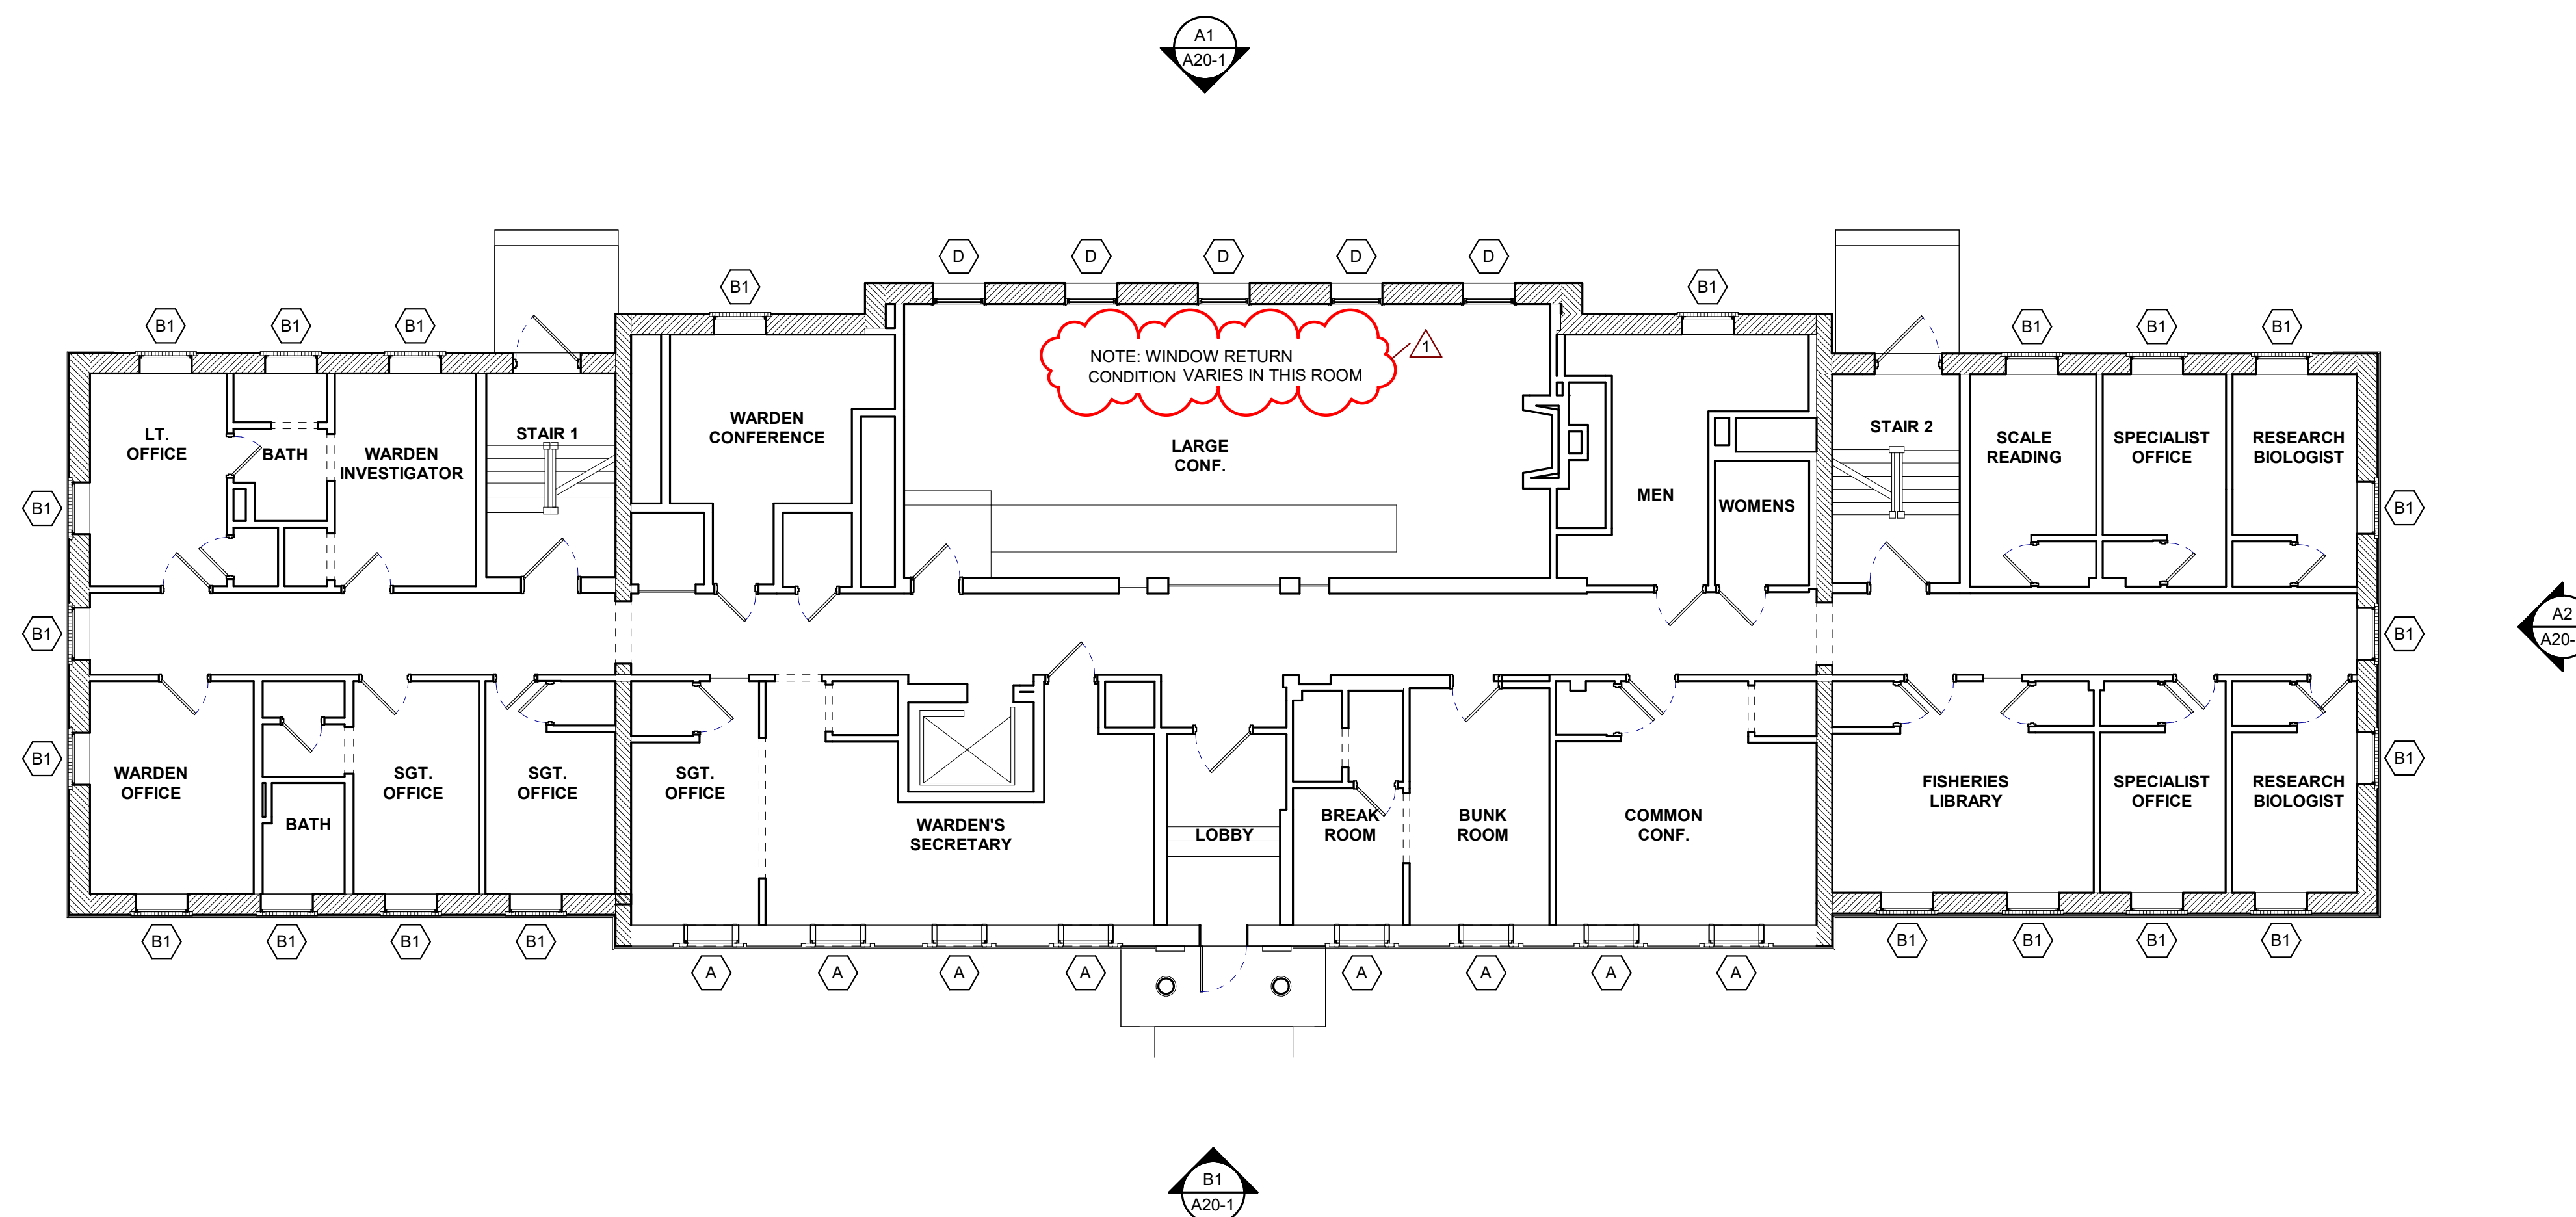 A1
A20-1
D
D
D
D
D
B1
B1
B1
B1
B1
B1
B1
B1
NOTE: WINDOW RETURN
CONDITION VARIES IN THIS ROOM
1
LT.
OFFICE
BATH
WARDEN
INVESTIGATOR
STAIR 1
WARDEN
CONFERENCE
LARGE
CONF.
MEN
WOMENS
STAIR 2
SCALE
READING
SPECIALIST
OFFICE
RESEARCH
BIOLOGIST
B1
B1
B1
B1
A2
A20-
B1
B1
WARDEN
OFFICE
BATH
SGT.
OFFICE
SGT.
OFFICE
SGT.
OFFICE
WARDEN'S
SECRETARY
LOBBY
BREAK
ROOM
BUNK
ROOM
COMMON
CONF.
FISHERIES
LIBRARY
SPECIALIST
OFFICE
RESEARCH
BIOLOGIST
B1
B1
B1
B1
A
A
A
A
A
A
A
A
B1
B1
B1
B1
B1
A20-1